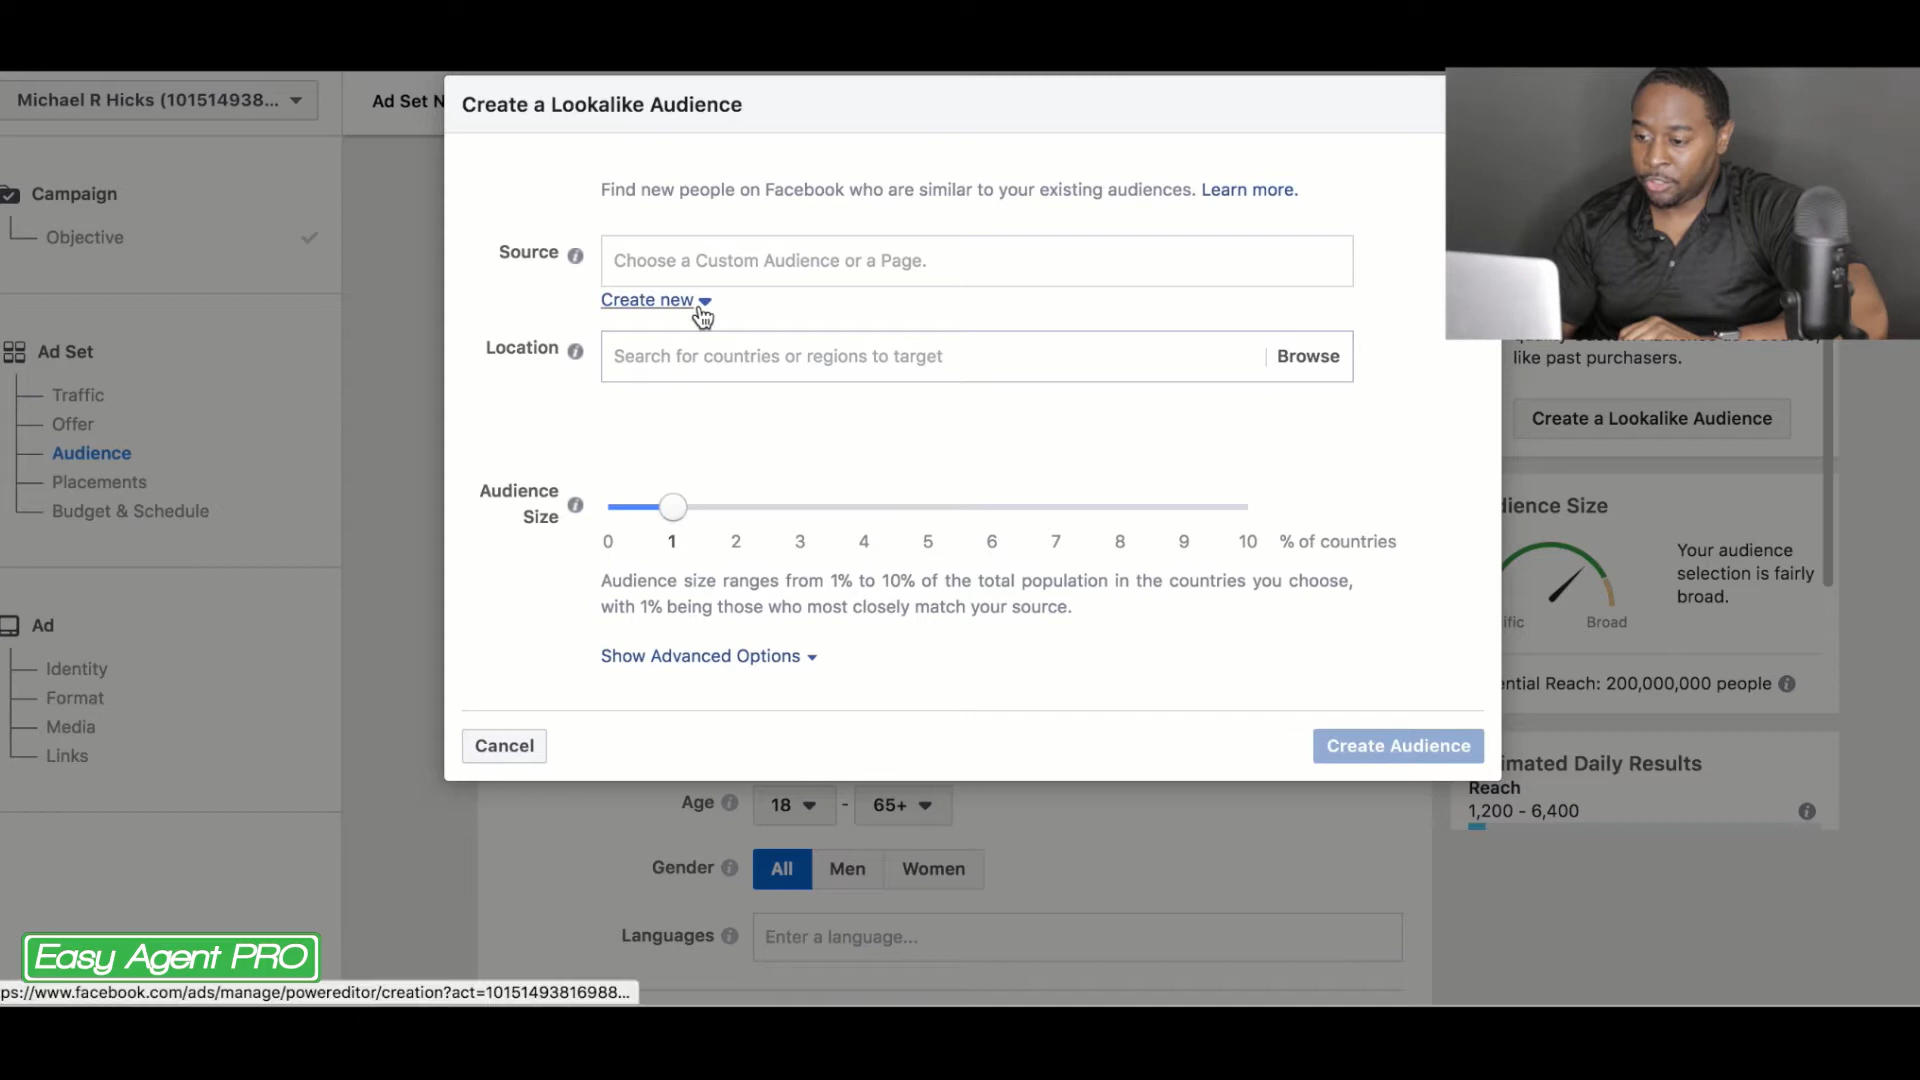 Michael R Hicks (101514938...
Ad Set N
Create a Lookalike Audience
Campaign
Objective
Find new people on Facebook who are similar to your existing audiences. Learn more.
Source
Choose a Custom Audience or a Page.
Create new
Location
Search for countries or regions to target
Browse
Ad Set
Traffic
Offer
Audience
Placements
Budget & Schedule
like past purchasers.
Create a Lookalike Audience
Audience
Size
0 1 2 3 4 5 6 7 8 9 10 % of countries
Audience size ranges from 1% to 10% of the total population in the countries you choose,
with 1% being those who most closely match your source.
Show Advanced Options
dience Size
Your audience
selection is fairly
broad.
ific
Broad
ential Reach: 200,000,000 people
Ad
Identity
Format
Media
Links
Cancel
Create Audience
imated Daily Results
Reach
1,200 - 6,400
Age
18
-
65+
Gender
All
Men
Women
Languages
Enter a language...
Easy Agent PRO
ps://www.facebook.com/ads/manage/powereditor/creation?act=10151493816988...